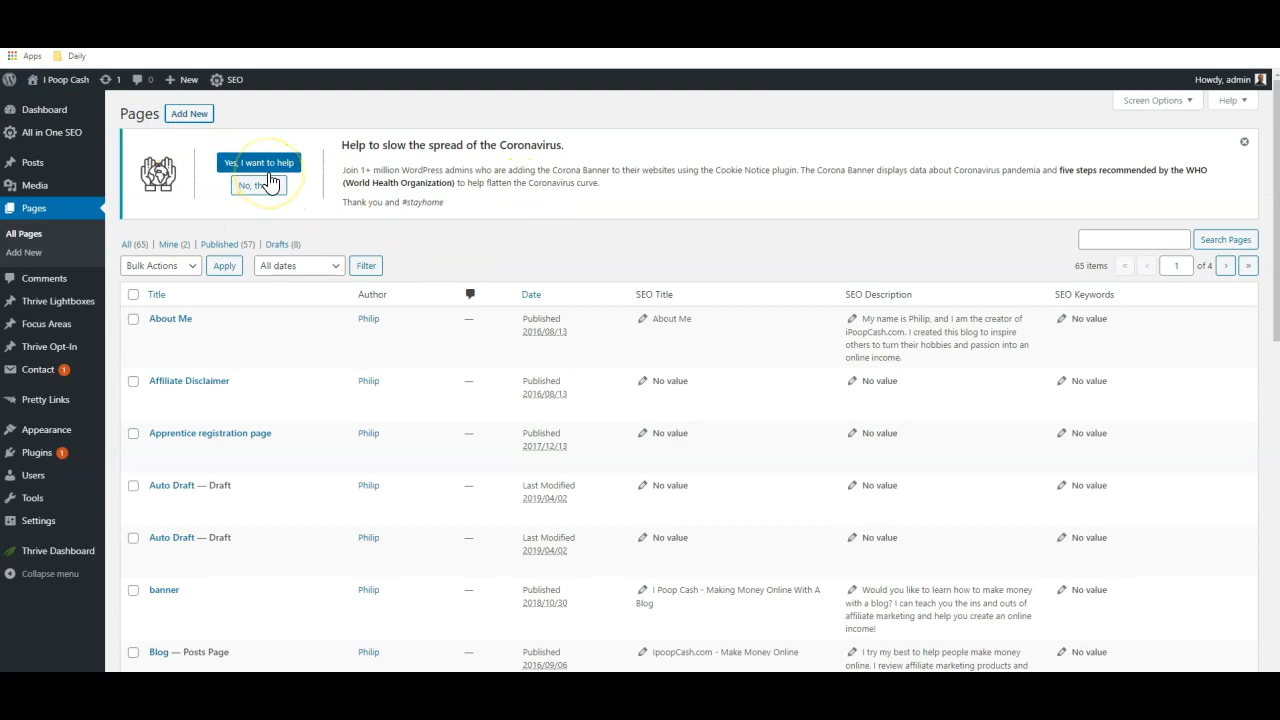 Apps Daily
I Poop Cash 1 0 New SEO Howdy, admin
Dashboard
All in One SEO
Posts
Media
Pages
All Pages
Add New
Comments
Thrive Lightboxes
Focus Areas
Thrive Opt-In
Contact 1
Pretty Links
Appearance
Plugins 1
Users
Tools
Settings
Thrive Dashboard
Collapse menu
Screen Options ▼ Help ▼
Pages Add New
Yes, I want to help
No,
Help to slow the spread of the Coronavirus.
Join 1+ million WordPress admins who are adding the Corona Banner to their websites using the Cookie Notice plugin. The Corona Banner displays data about Coronavirus pandemia and five steps recommended by the WHO
(World Health Organization) to help flatten the Coronavirus curve.
Thank you and #stayhome
All (65) | Mine (2) | Published (57) | Drafts (8)
Search Pages
Bulk Actions Apply All dates Filter 65 items « ‹ 1 of 4 › »
Title Author Date SEO Title SEO Description SEO Keywords
About Me Philip — Published About Me My name is Philip, and I am the creator of No value
2016/08/13 iPoopCash.com. I created this blog to inspire
others to turn their hobbies and passion into an
online income.
Affiliate Disclaimer Philip — Published No value No value No value
2016/08/13
Apprentice registration page Philip — Published No value No value No value
2017/12/13
Auto Draft — Draft Philip — Last Modified No value No value No value
2019/04/02
Auto Draft — Draft Philip — Last Modified No value No value No value
2019/04/02
banner Philip — Published I Poop Cash - Making Money Online With A Would you like to learn how to make money No value
2018/10/30 Blog with a blog? I can teach you the ins and outs of
affiliate marketing and help you create an online
income!
Blog — Posts Page Philip — Published IpoopCash.com - Make Money Online I try my best to help people make money No value
2016/09/06 online. I review affiliate marketing products and